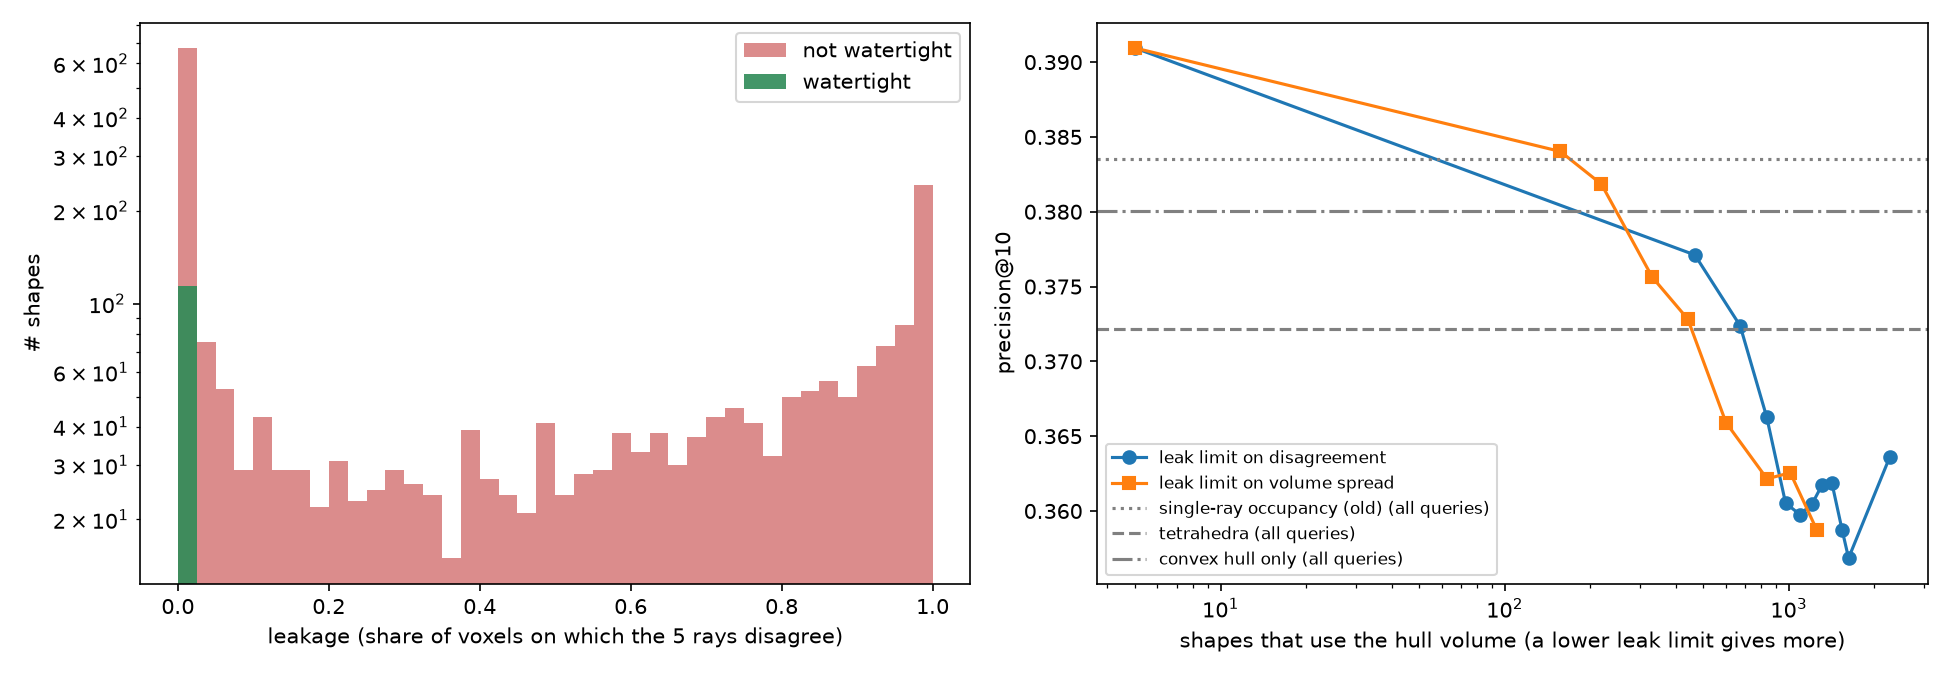 6 × 10²
4 × 10²
3 × 10²
2 × 10²
10²
6 × 10¹
4 × 10¹
3 × 10¹
2 × 10¹
# shapes
0.0 0.2 0.4 0.6 0.8 1.0
leakage (share of voxels on which the 5 rays disagree)
not watertight
watertight
0.390
0.385
0.380
0.375
0.370
0.365
0.360
precision@10
10¹ 10² 10³
shapes that use the hull volume (a lower leak limit gives more)
leak limit on disagreement
leak limit on volume spread
single-ray occupancy (old) (all queries)
tetrahedra (all queries)
convex hull only (all queries)